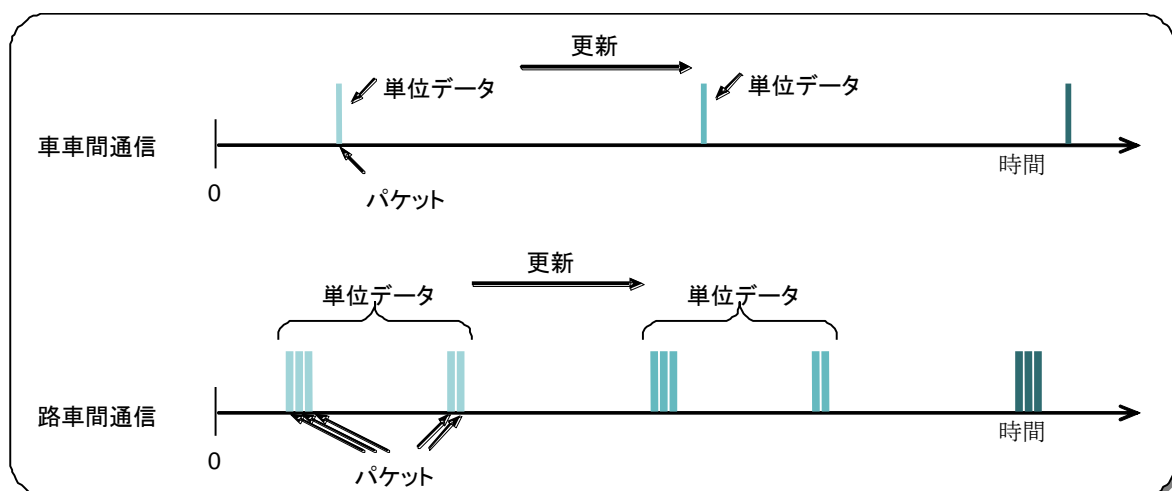 更新
単位データ
単位データ
車車間通信
0
時間
パケット
更新
単位データ
単位データ
路車間通信
0
時間
パケット